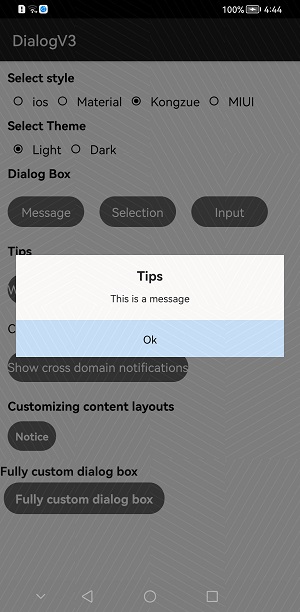 100% 4:44
DialogV3
Select style
ios Material Kongzue MIUI
Select Theme
Light Dark
Dialog Box
Message Selection Input
Tips
Tips
This is a message
Ok
Show cross domain notifications
Customizing content layouts
Notice
Fully custom dialog box
Fully custom dialog box